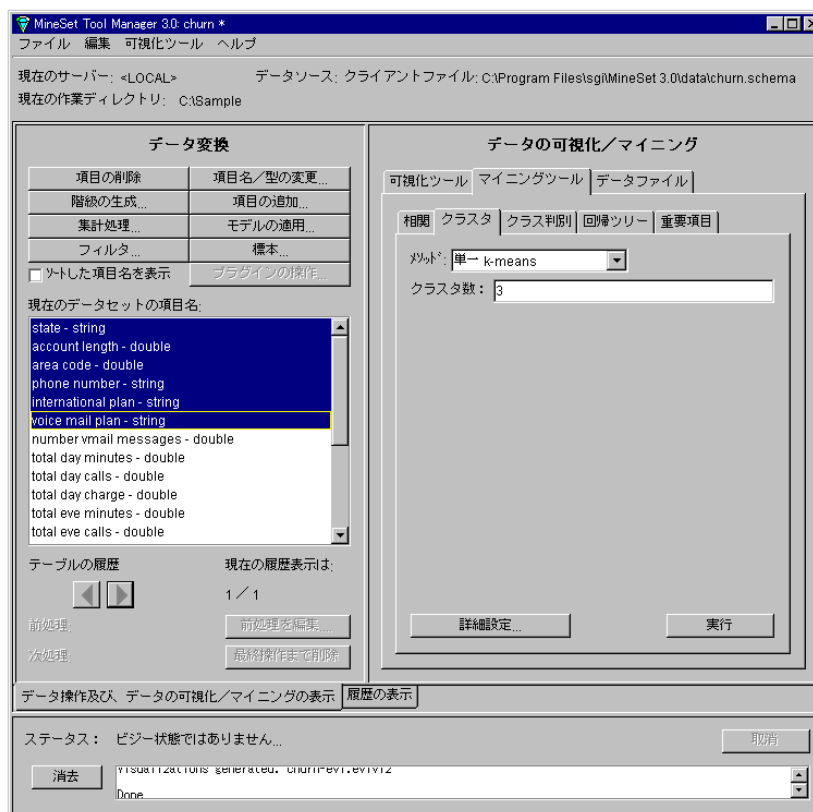 MineSet Tool Manager 3.0: churn *
ファイル 編集 可視化ツール ヘルプ
現在のサーバー: <LOCAL> データソース: クライアントファイル: C:\Program Files\sgi\MineSet 3.0\data\churn.schema
現在の作業ディレクトリ: C:\Sample
データ変換
項目の削除 項目名／型の変更...
階級の生成... 項目の追加...
集計処理... モデルの適用...
フィルタ... 標本...
ソートした項目名を表示 プラグインの操作...
現在のデータセットの項目名:
state - string
account length - double
area code - double
phone number - string
international plan - string
voice mail plan - string
number vmail messages - double
total day minutes - double
total day calls - double
total day charge - double
total eve minutes - double
total eve calls - double
テーブルの履歴 現在の履歴表示は:
1／1
前処理: 前処理を編集...
次処理: 最終操作まで削除
データの可視化／マイニング
可視化ツール マイニングツール データファイル
相関 クラスタ クラス判別 回帰ツリー 重要項目
メソッド: 単一 k-means
クラスタ数： 3
詳細設定... 実行
データ操作及び、データの可視化／マイニングの表示 履歴の表示
ステータス： ビジー状態ではありません... 取消
消去 Visualizations generated. churn-evi.eviviz
Done